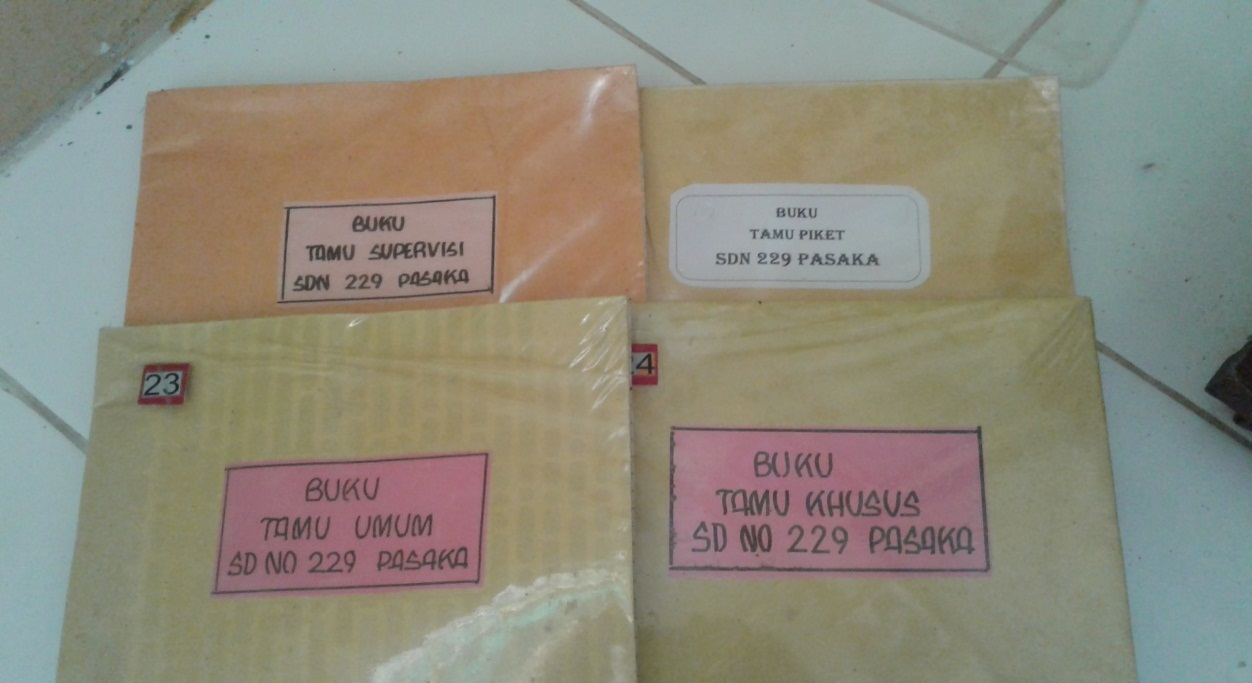 BUKU
TAMU SUPERVISI
SDN 229 PASAKA
BUKU
TAMU PIKET
SDN 229 PASAKA
23
BUKU
TAMU UMUM
SD NO 229 PASAKA
24
BUKU
TAMU KHUSUS
SD NO 229 PASAKA